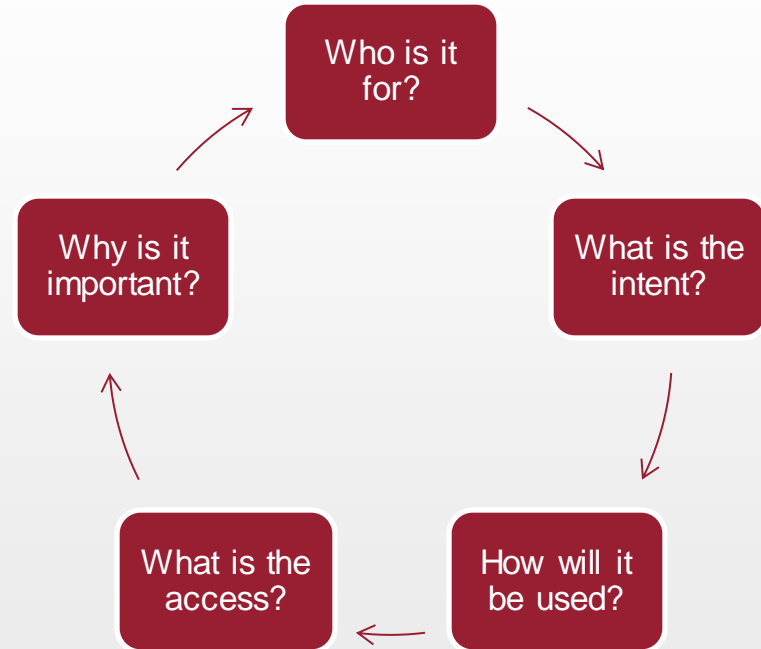 Who is it
for?
What is the
intent?
How will it
be used?
What is the
access?
Why is it
important?